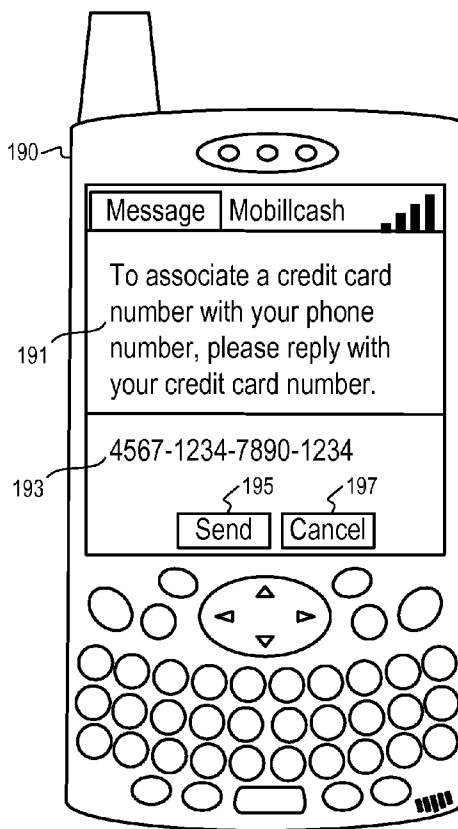 190
Message Mobillcash
To associate a credit card
number with your phone
191
number, please reply with
your credit card number.
4567-1234-7890-1234
193
195 197
Send Cancel